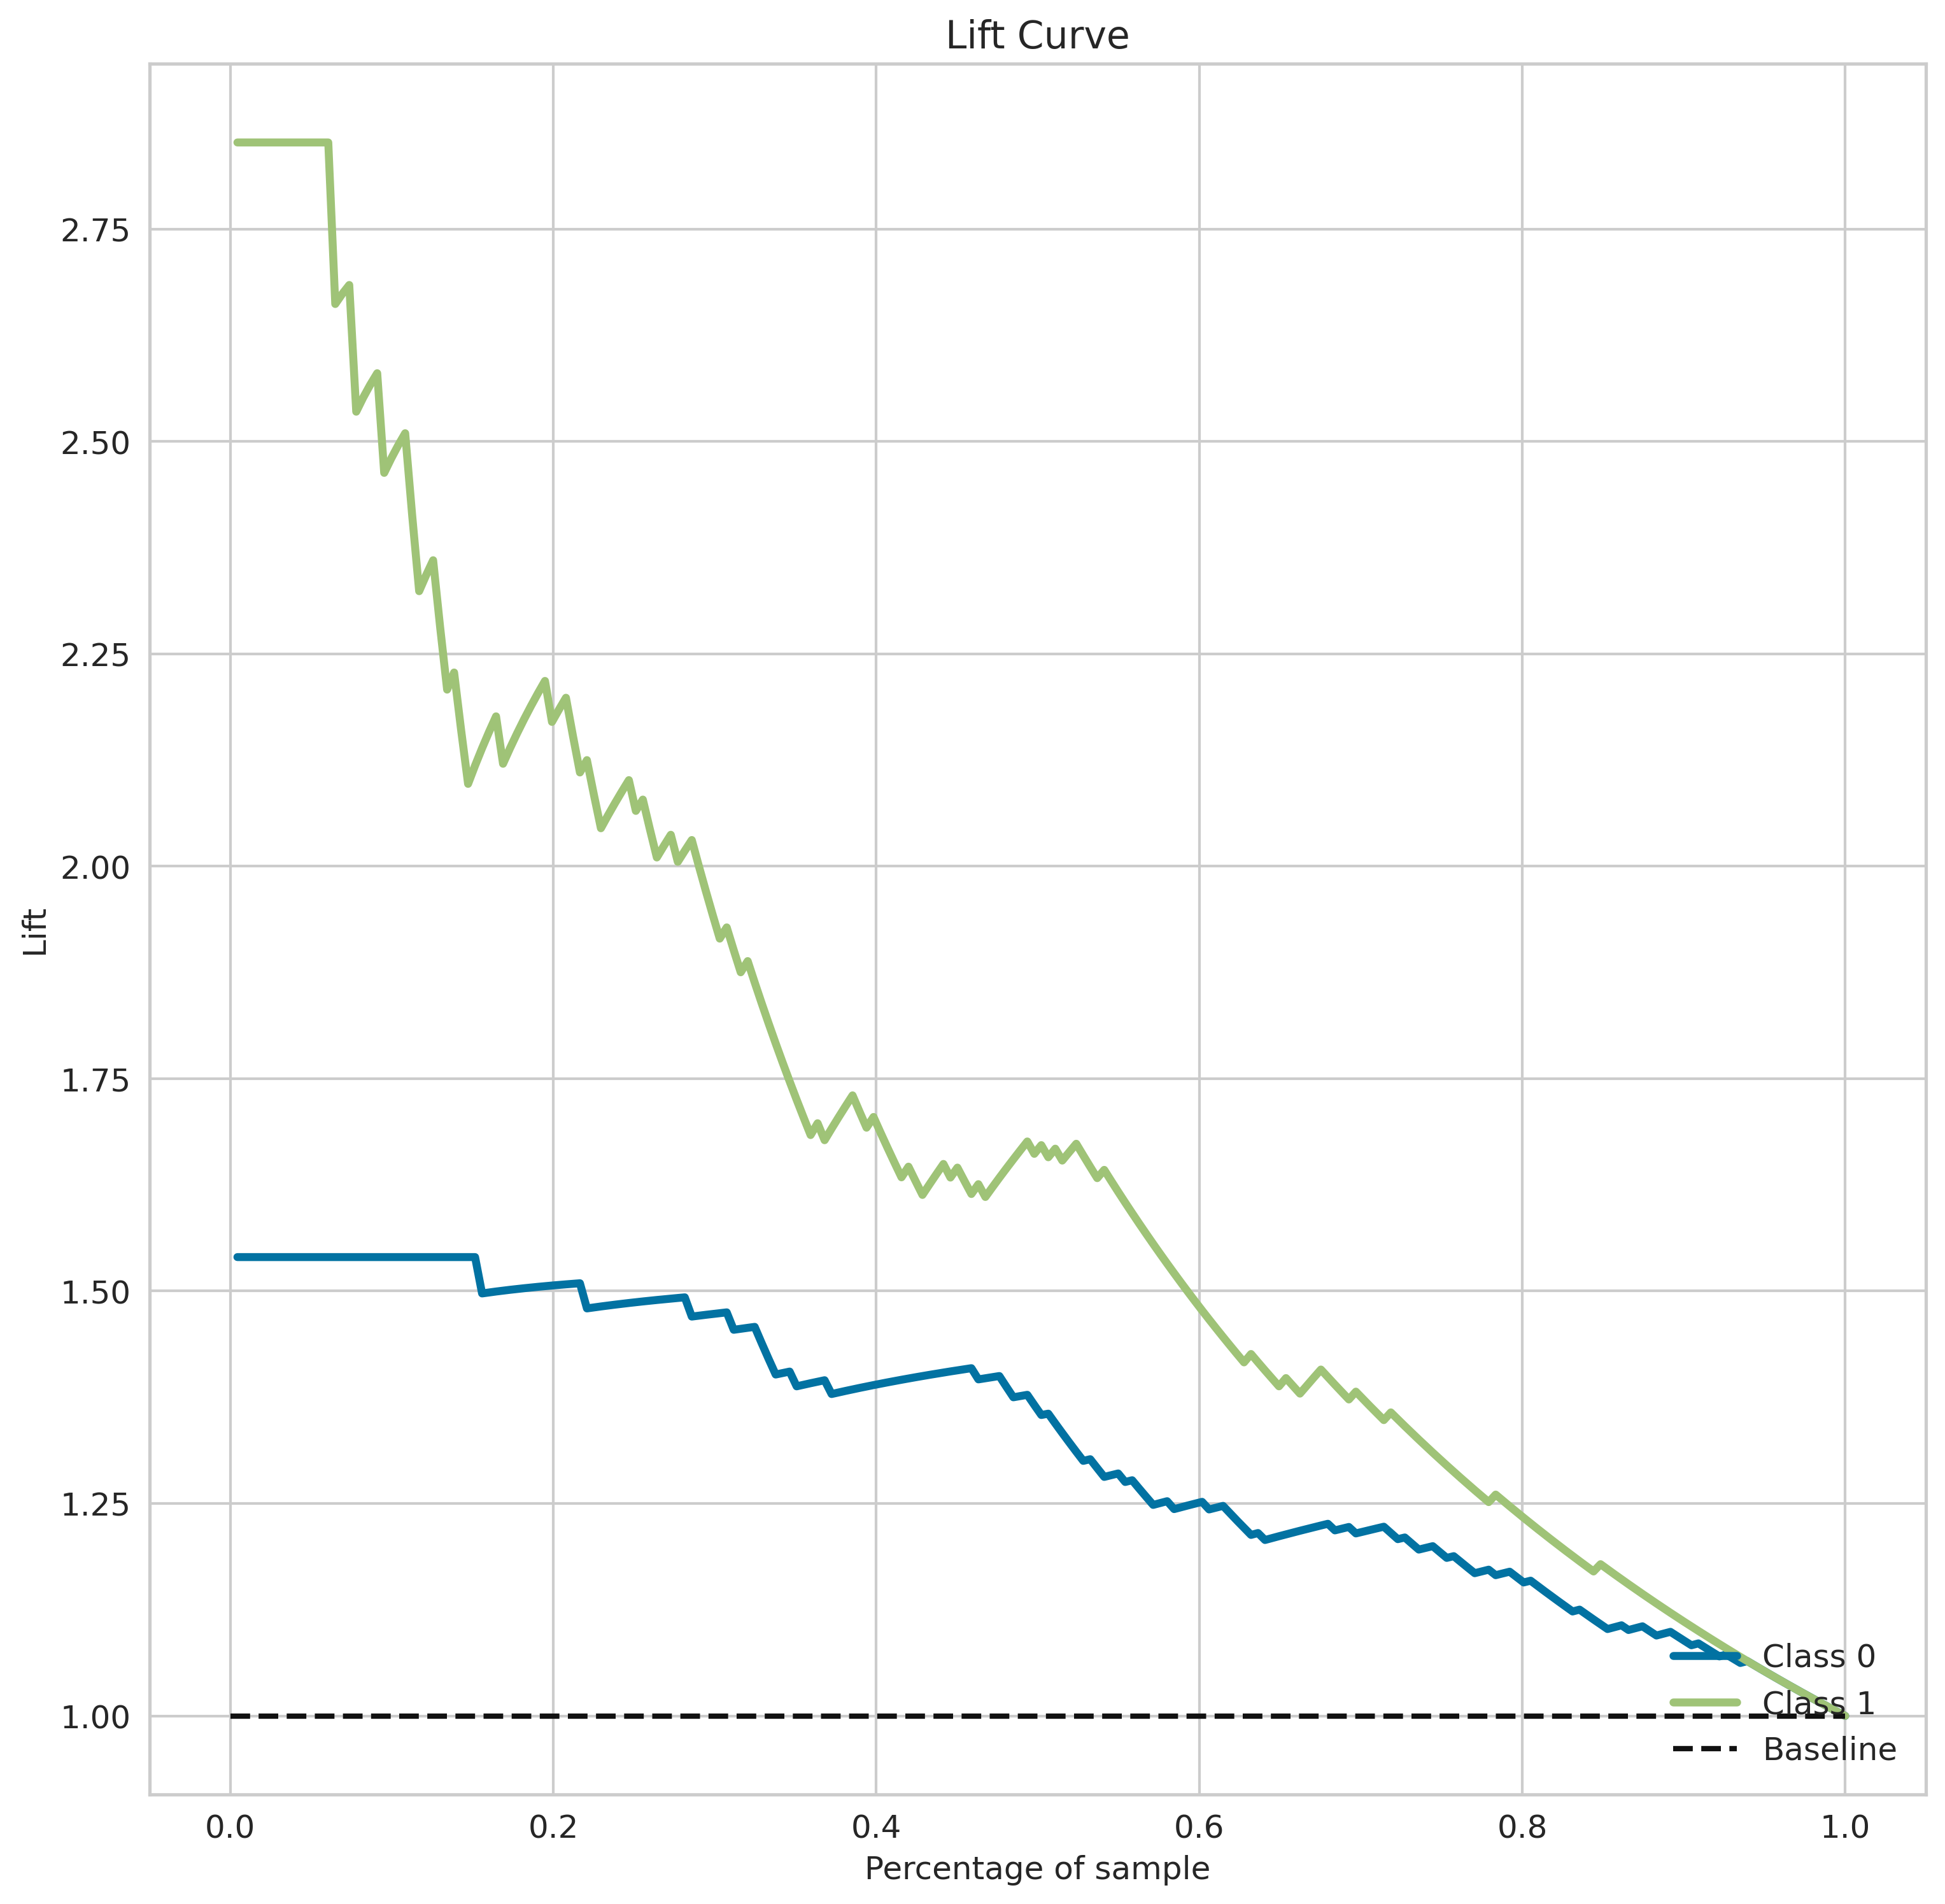 Lift Curve
Lift
2.75
2.50
2.25
2.00
1.75
1.50
1.25
1.00
Class 0
Class 1
Baseline
0.0 0.2 0.4 0.6 0.8 1.0
Percentage of sample